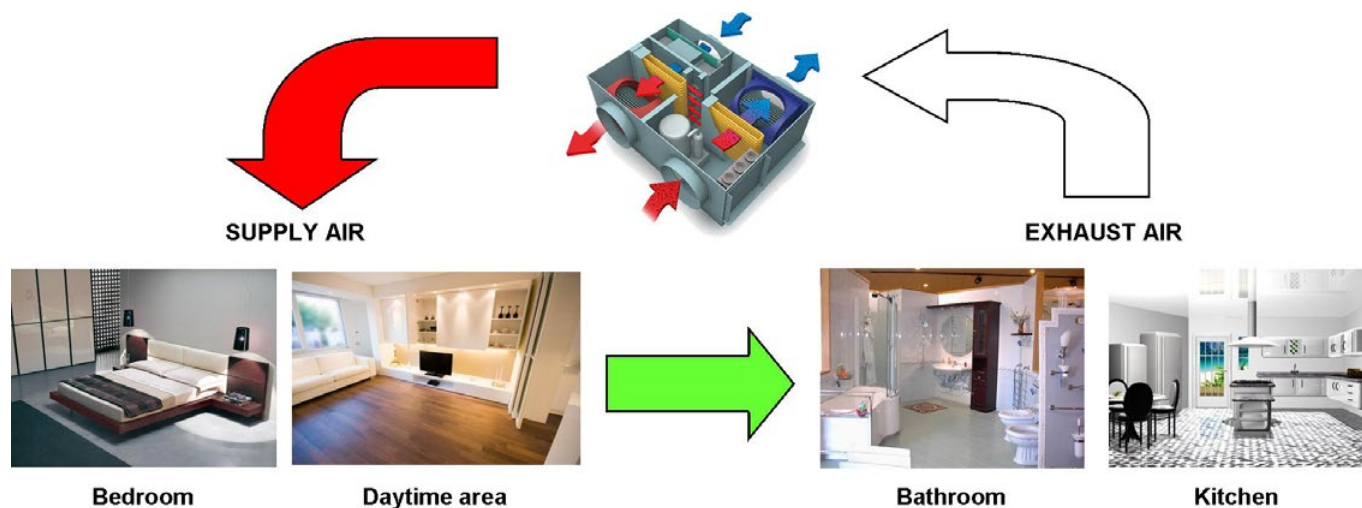 SUPPLY AIR
EXHAUST AIR
Bedroom
Daytime area
Bathroom
Kitchen